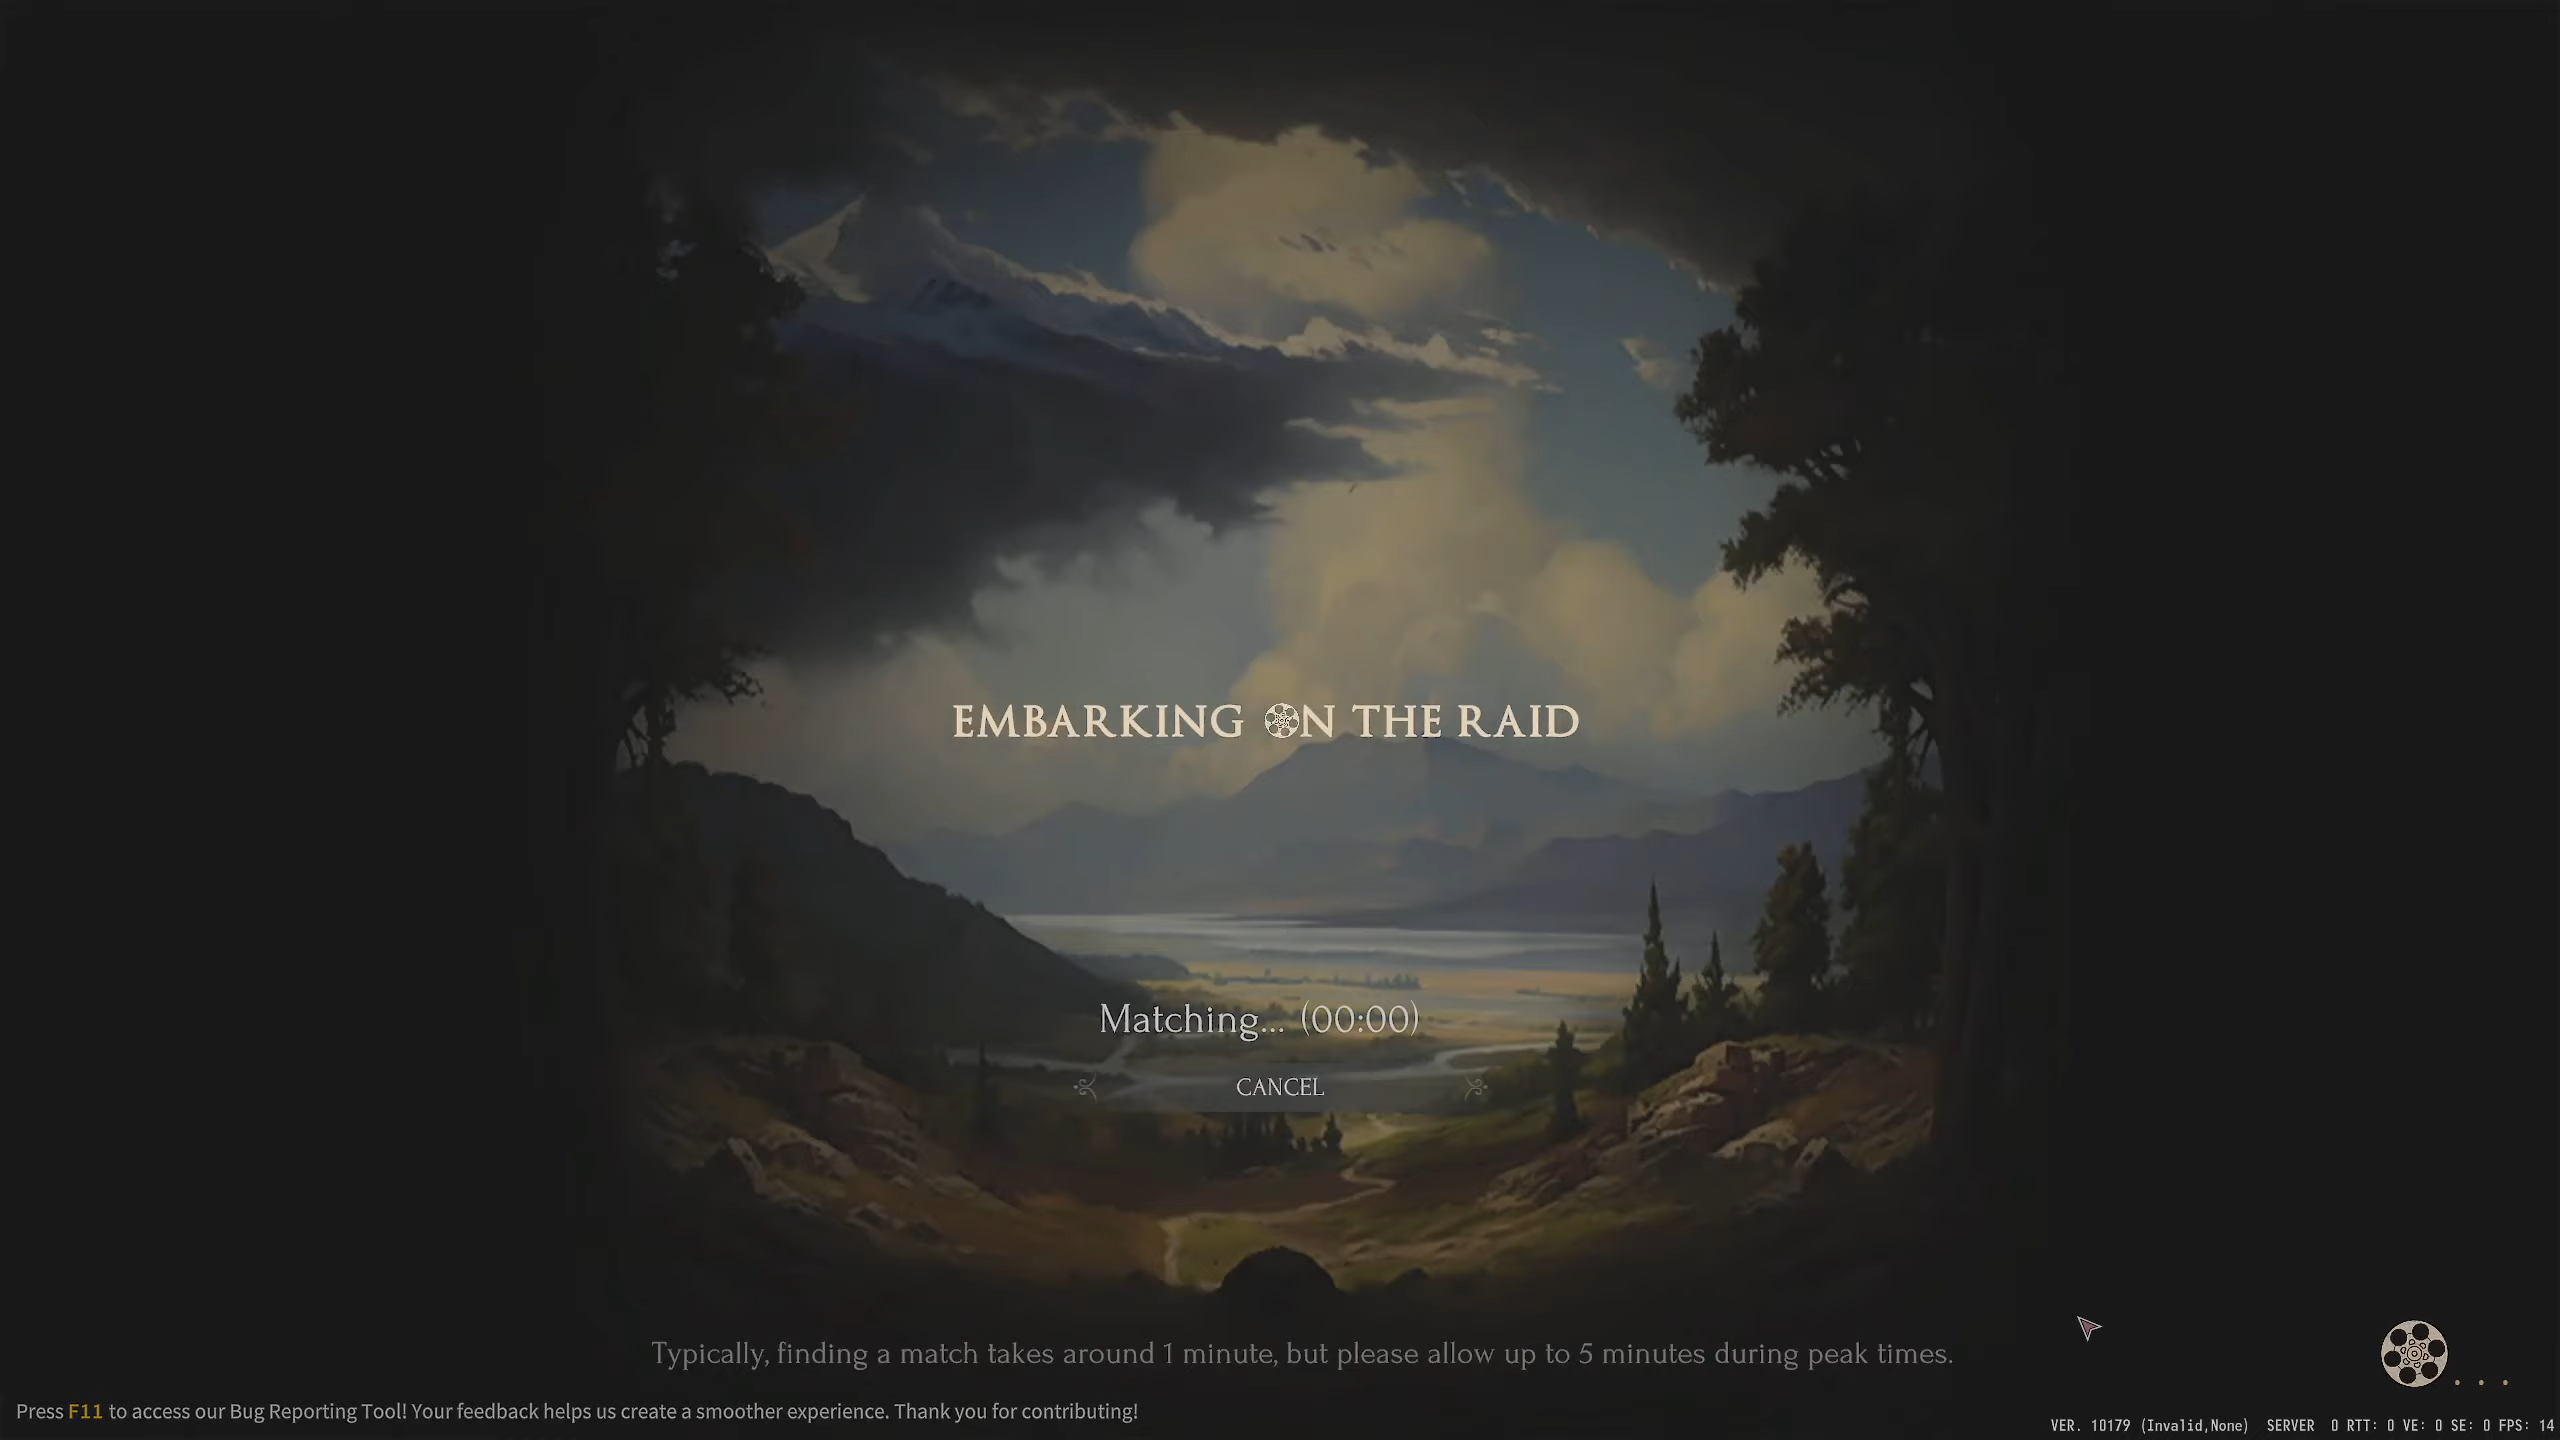 EMBARKING ON THE RAID
Matching... (00:00)
CANCEL
Typically, finding a match takes around 1 minute, but please allow up to 5 minutes during peak times.
Press F11 to access our Bug Reporting Tool! Your feedback helps us create a smoother experience. Thank you for contributing!
VER. 10179 (Invalid,None) SERVER 0 RTT: 0 VE: 0 SE: 0 FPS: 14